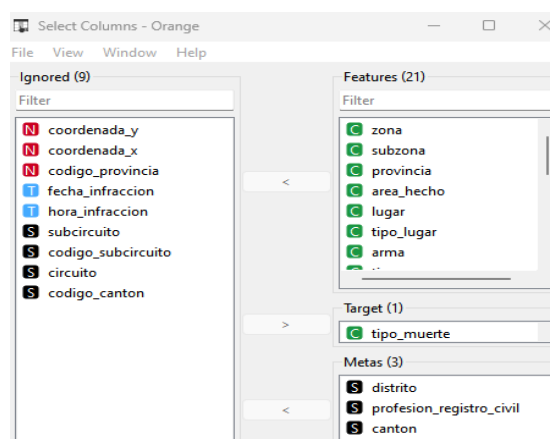 Select Columns - Orange
File View Window Help
Ignored (9)
Filter
N coordenada_y
N coordenada_x
N codigo_provincia
T fecha_infraccion
T hora_infraccion
S subcircuito
S codigo_subcircuito
S circuito
S codigo_canton
<
>
<
Features (21)
Filter
C zona
C subzona
C provincia
C area_hecho
C lugar
C tipo_lugar
C arma
Target (1)
C tipo_muerte
Metas (3)
S distrito
S profesion_registro_civil
S canton